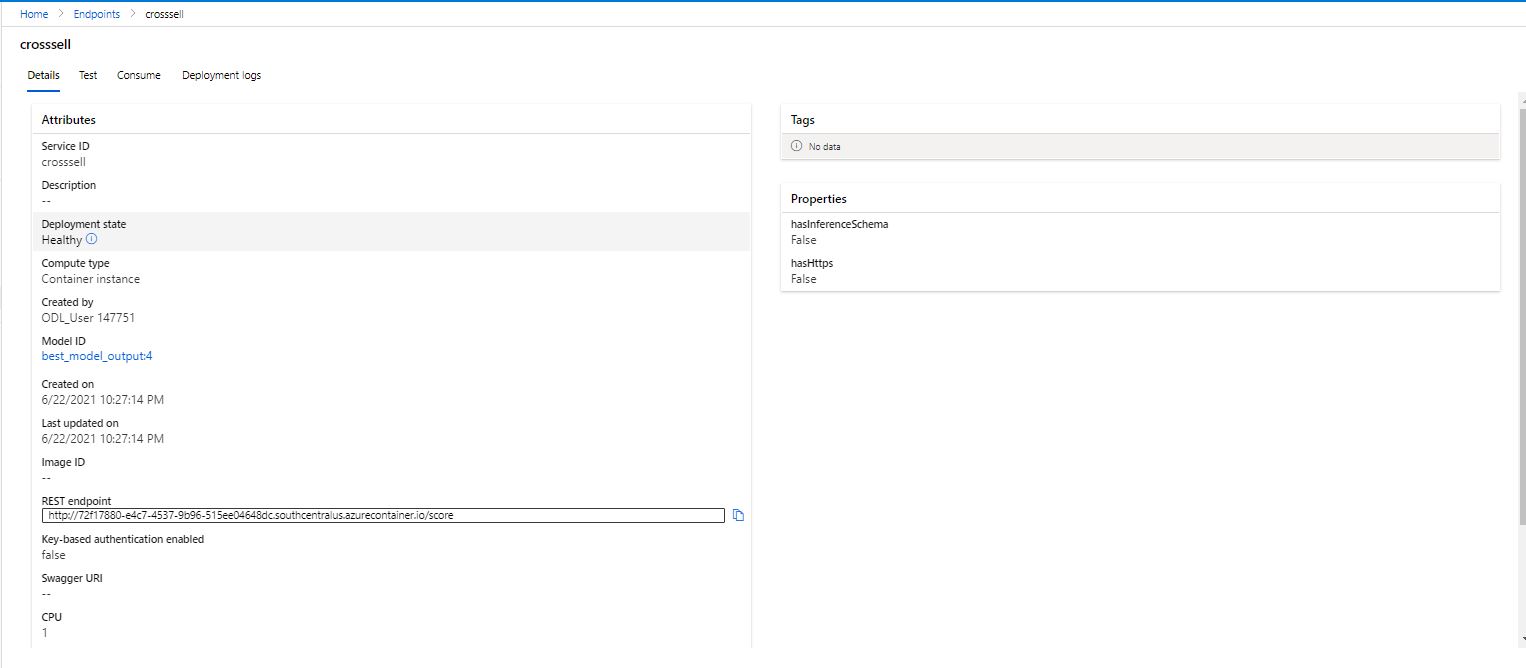 Home > Endpoints > crosssell
crosssell
Details Test Consume Deployment logs
Attributes
Service ID
crosssell
Description
--
Deployment state
Healthy
Compute type
Container instance
Created by
ODL_User 147751
Model ID
best_model_output:4
Created on
6/22/2021 10:27:14 PM
Last updated on
6/22/2021 10:27:14 PM
Image ID
--
REST endpoint
http://72f17880-e4c7-4537-9b96-515ee04648dc.southcentralus.azurecontainer.io/score
Key-based authentication enabled
false
Swagger URI
--
CPU
1
Tags
No data
Properties
hasInferenceSchema
False
hasHttps
False